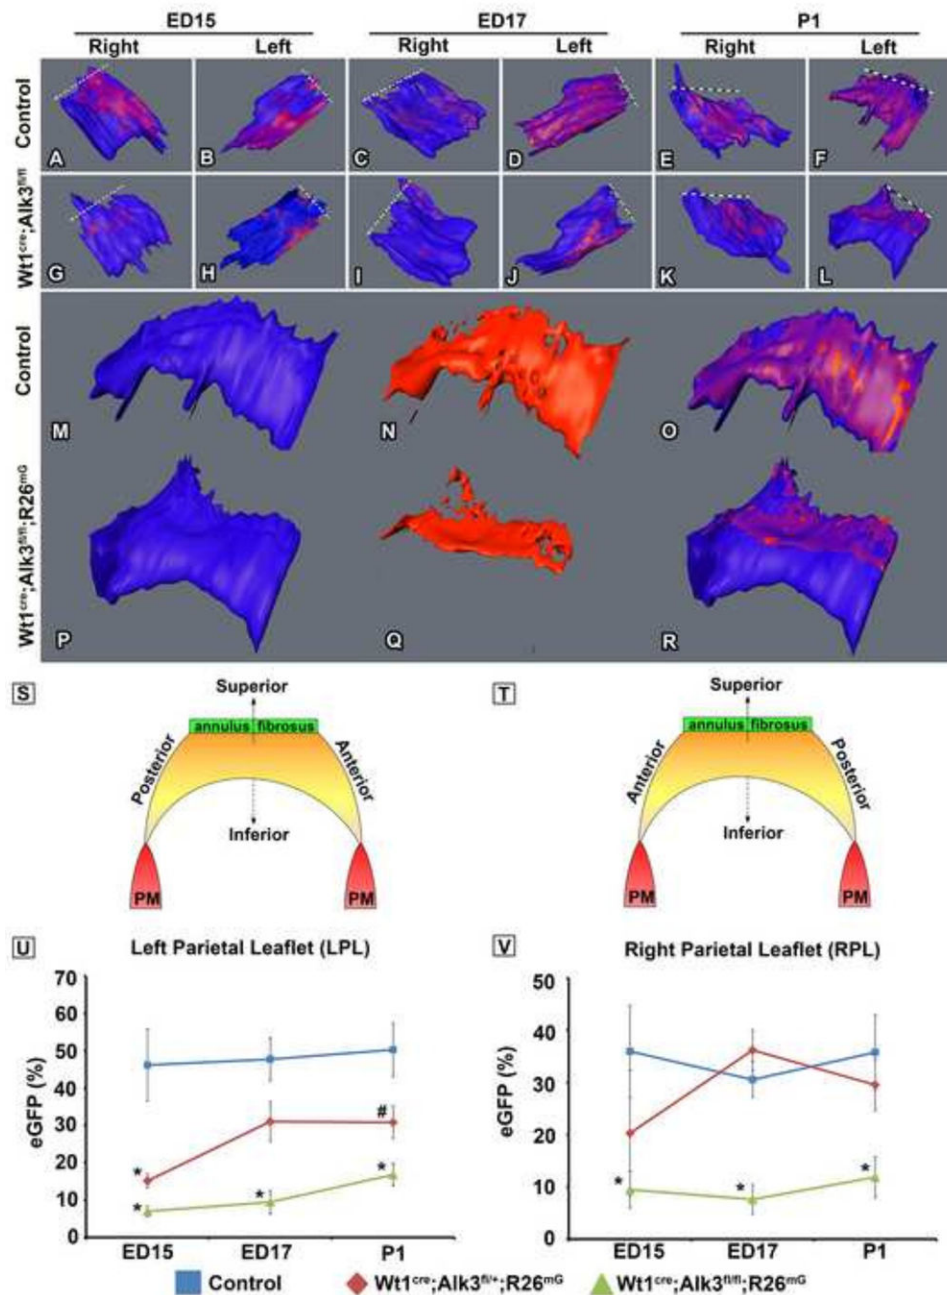 ED15 ED17 P1
Right Left Right Left Right Left
Control
A B C D E F
Wt1cre;Alk3fl/fl
G H I J K L
Control
M N O
Wt1cre;Alk3fl/fl;R26mG
P Q R
S T
Superior Superior
annulus fibrosus annulus fibrosus
Posterior Anterior Anterior Posterior
Inferior Inferior
PM PM PM PM
U Left Parietal Leaflet (LPL)
70
60
50
40
30
20
10
0
eGFP (%)
#
*
*
*
*
ED15 ED17 P1
V Right Parietal Leaflet (RPL)
50
40
30
20
10
0
eGFP (%)
*
*
*
ED15 ED17 P1
Control Wt1cre;Alk3fl/+;R26mG Wt1cre;Alk3fl/fl;R26mG